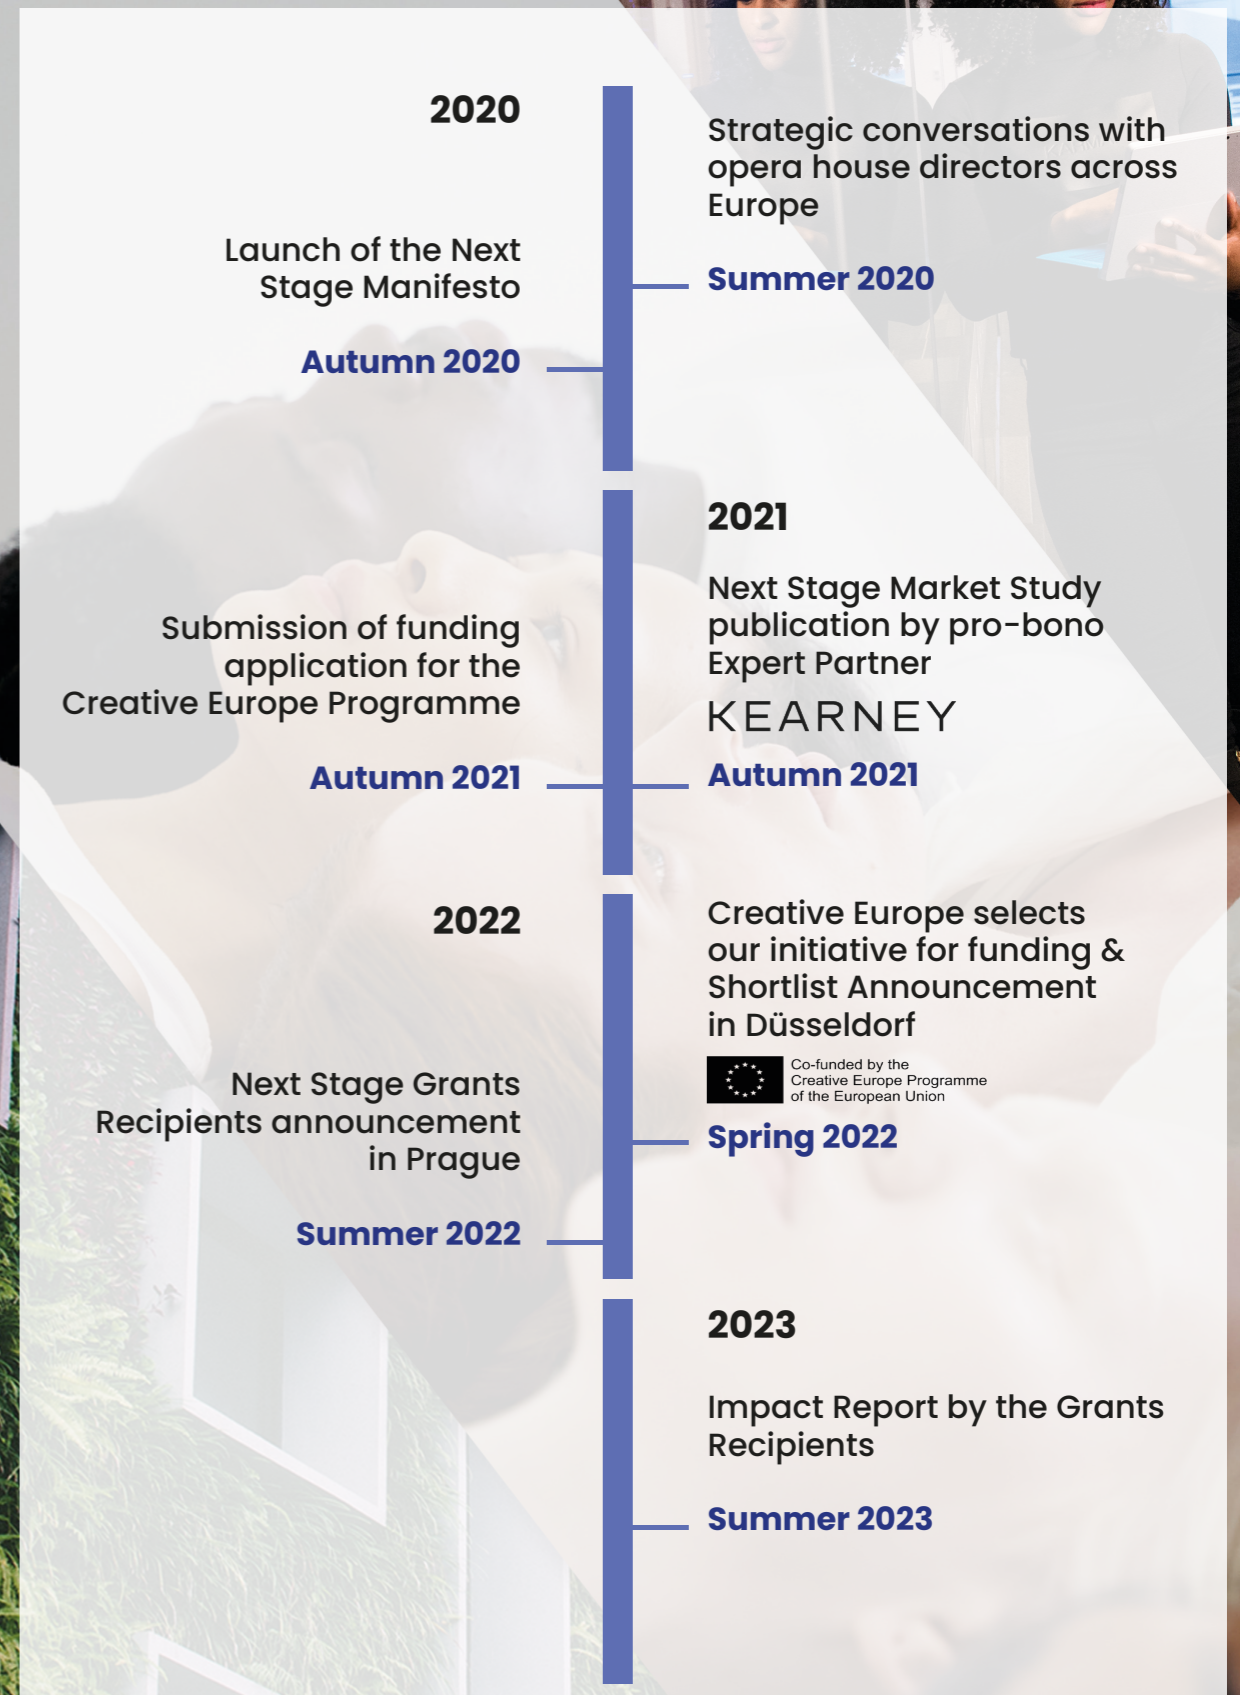 2020
Strategic conversations with
opera house directors across
Europe
Summer 2020
Launch of the Next
Stage Manifesto
Autumn 2020
2021
Next Stage Market Study
publication by pro-bono
Expert Partner
KEARNEY
Autumn 2021
Submission of funding
application for the
Creative Europe Programme
Autumn 2021
2022
Creative Europe selects
our initiative for funding &
Shortlist Announcement
in Düsseldorf
Co-funded by the
Creative Europe Programme
of the European Union
Spring 2022
Next Stage Grants
Recipients announcement
in Prague
Summer 2022
2023
Impact Report by the Grants
Recipients
Summer 2023